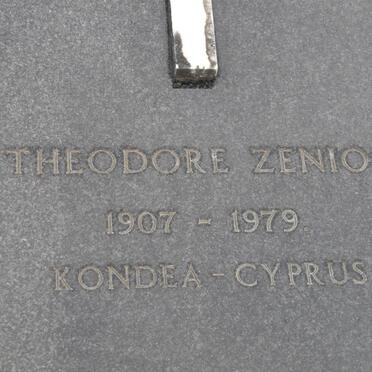 THEODORE ZENIO
1907 - 1979.
KONDEA - CYPRUS